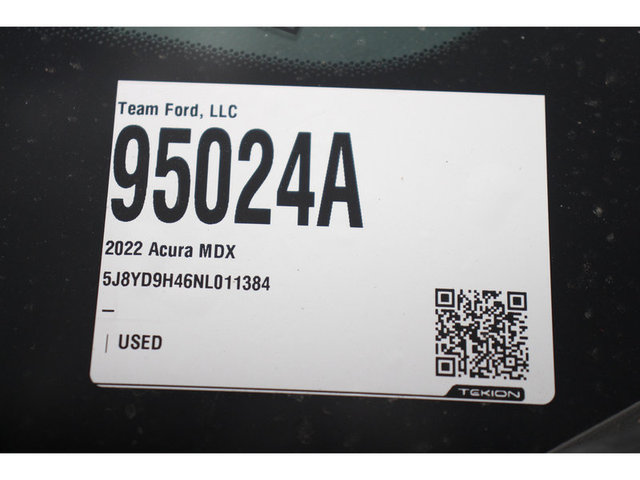 Team Ford, LLC
95024A
2022 Acura MDX
5J8YD9H46NL011384
–
| USED
TEKION